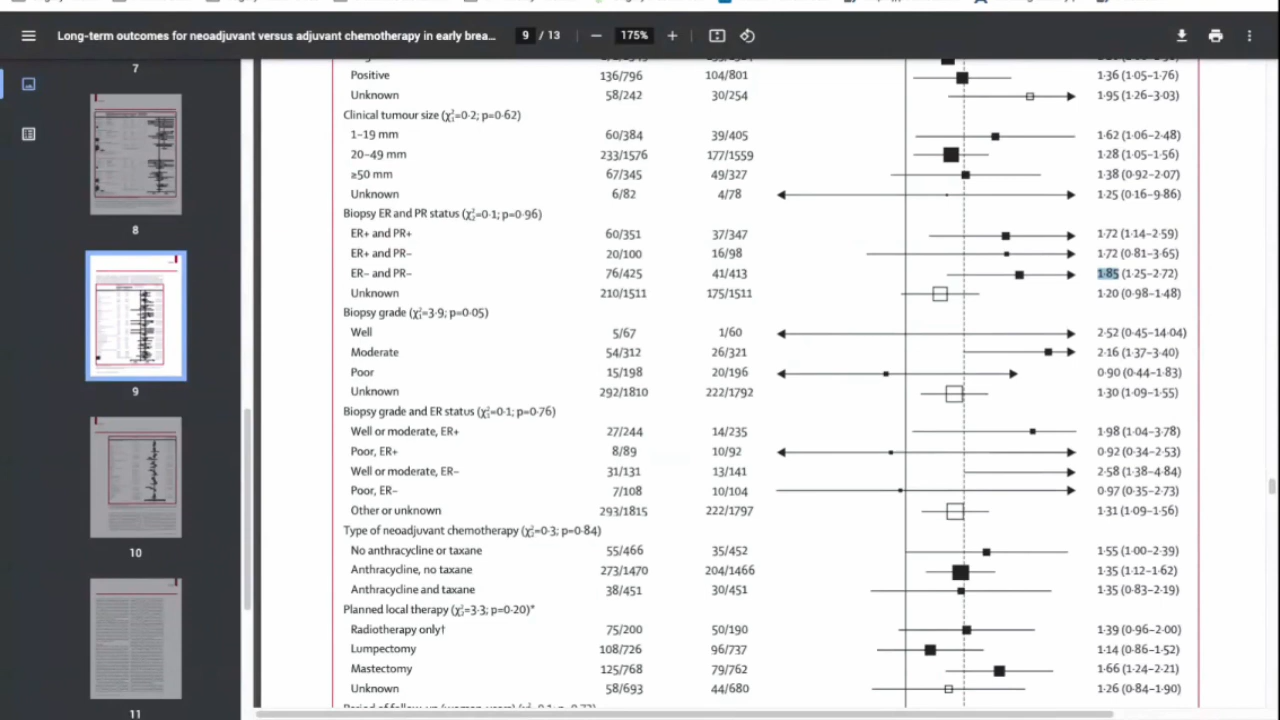 Long-term outcomes for neoadjuvant versus adjuvant chemotherapy in early brea...
9 / 13
175%
7
8
9
10
11
Positive 136/796 104/801 1·36 (1·05–1·76)
Unknown 58/242 30/254 1·95 (1·26–3·03)
Clinical tumour size (χ²₁=0·2; p=0·62)
1–19 mm 60/384 39/405 1·62 (1·06–2·48)
20–49 mm 233/1576 177/1559 1·28 (1·05–1·56)
≥50 mm 67/345 49/327 1·38 (0·92–2·07)
Unknown 6/82 4/78 1·25 (0·16–9·86)
Biopsy ER and PR status (χ²₂=0·1; p=0·96)
ER+ and PR+ 60/351 37/347 1·72 (1·14–2·59)
ER+ and PR– 20/100 16/98 1·72 (0·81–3·65)
ER– and PR– 76/425 41/413 1·85 (1·25–2·72)
Unknown 210/1511 175/1511 1·20 (0·98–1·48)
Biopsy grade (χ²₁=3·9; p=0·05)
Well 5/67 1/60 2·52 (0·45–14·04)
Moderate 54/312 26/321 2·16 (1·37–3·40)
Poor 15/198 20/196 0·90 (0·44–1·83)
Unknown 292/1810 222/1792 1·30 (1·09–1·55)
Biopsy grade and ER status (χ²₁=0·1; p=0·76)
Well or moderate, ER+ 27/244 14/235 1·98 (1·04–3·78)
Poor, ER+ 8/89 10/92 0·92 (0·34–2·53)
Well or moderate, ER– 31/131 13/141 2·58 (1·38–4·84)
Poor, ER– 7/108 10/104 0·97 (0·35–2·73)
Other or unknown 293/1815 222/1797 1·31 (1·09–1·56)
Type of neoadjuvant chemotherapy (χ²₁=0·3; p=0·84)
No anthracycline or taxane 55/466 35/452 1·55 (1·00–2·39)
Anthracycline, no taxane 273/1470 204/1466 1·35 (1·12–1·62)
Anthracycline and taxane 38/451 30/451 1·35 (0·83–2·19)
Planned local therapy (χ²₂=3·3; p=0·20)*
Radiotherapy only† 75/200 50/190 1·39 (0·96–2·00)
Lumpectomy 108/726 96/737 1·14 (0·86–1·52)
Mastectomy 125/768 79/762 1·66 (1·24–2·21)
Unknown 58/693 44/680 1·26 (0·84–1·90)